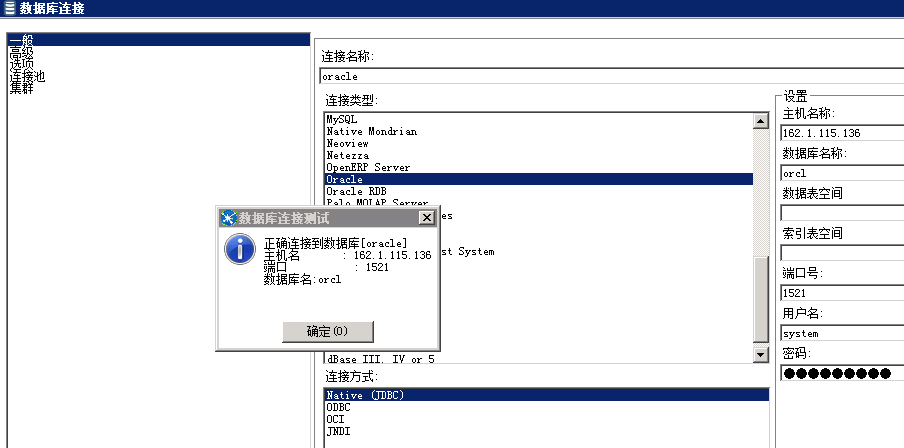 数据库连接
一般
高级
选项
连接池
集群
连接名称:
oracle
连接类型:
MySQL
Native Mondrian
Neoview
Netezza
OpenERP Server
Oracle
Oracle RDB
Palo MOLAP Server
es
st System
dBase III, IV or 5
连接方式:
Native (JDBC)
ODBC
OCI
JNDI
设置
主机名称:
162.1.115.136
数据库名称:
orcl
数据表空间
索引表空间
端口号:
1521
用户名:
system
密码:
●●●●●●●●●
数据库连接测试
正确连接到数据库[oracle]
主机名 : 162.1.115.136
端口 : 1521
数据库名:orcl
确定(O)